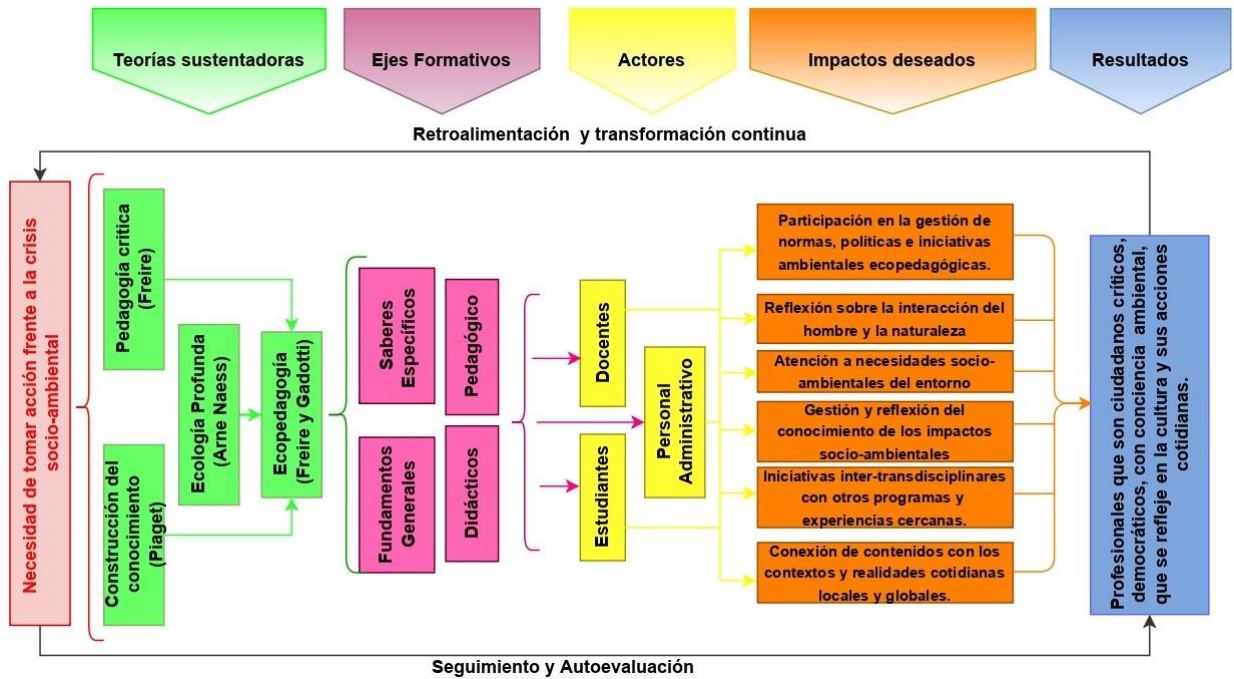 Teorías sustentadoras
Ejes Formativos
Actores
Impactos deseados
Resultados
Retroalimentación y transformación continua
Necesidad de tomar acción frente a la crisis
socio-ambiental
Pedagogía critica
(Freire)
Construcción del
conocimiento
(Piaget)
Ecología Profunda
(Arne Naess)
Ecopedagogía
(Freire y Gadotti)
Saberes
Específicos
Pedagógico
Fundamentos
Generales
Didácticos
Docentes
Personal
Administrativo
Estudiantes
Participación en la gestión de
normas, políticas e iniciativas
ambientales ecopedagógicas.
Reflexión sobre la interacción del
hombre y la naturaleza
Atención a necesidades socio-
ambientales del entorno
Gestión y reflexión del
conocimiento de los impactos
socio-ambientales
Iniciativas inter-transdisciplinares
con otros programas y
experiencias cercanas.
Conexión de contenidos con los
contextos y realidades cotidianas
locales y globales.
Profesionales que son ciudadanos críticos,
democráticos, con conciencia ambiental,
que se refleje en la cultura y sus acciones
cotidianas.
Seguimiento y Autoevaluación